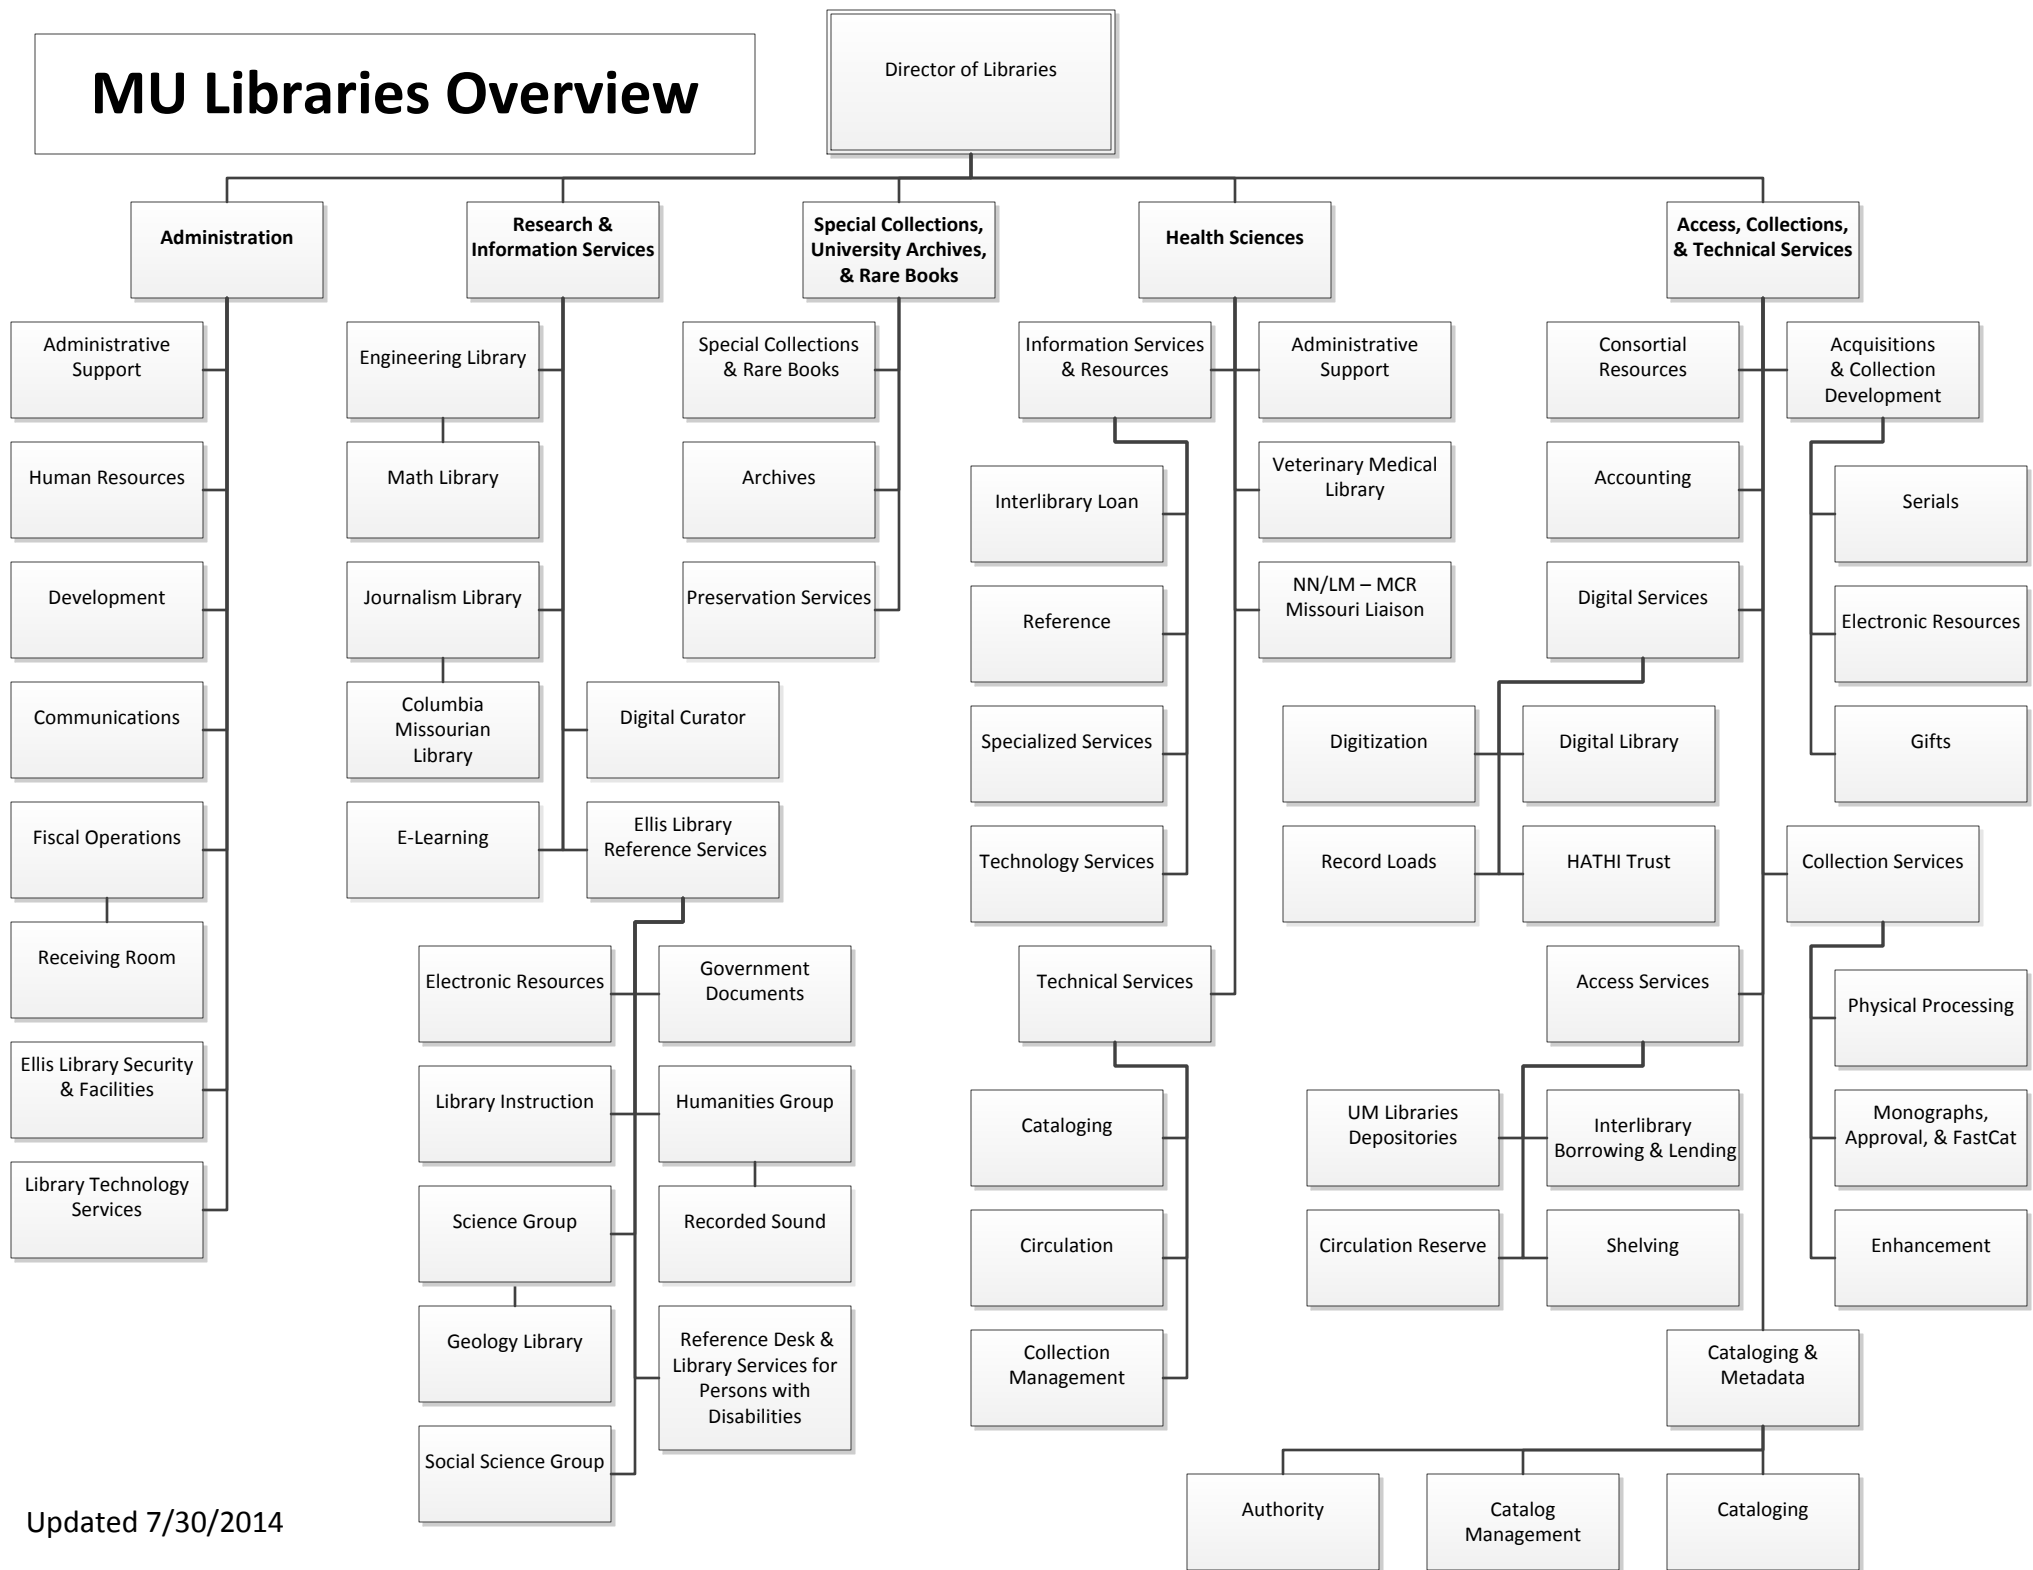 MU Libraries Overview
Director of Libraries
Administration
Research &
Information Services
Special Collections,
University Archives,
& Rare Books
Health Sciences
Access, Collections,
& Technical Services
Administrative
Support
Human Resources
Development
Communications
Fiscal Operations
Receiving Room
Ellis Library Security
& Facilities
Library Technology
Services
Engineering Library
Math Library
Journalism Library
Columbia
Missourian
Library
Digital Curator
E-Learning
Ellis Library
Reference Services
Electronic Resources
Government
Documents
Library Instruction
Humanities Group
Science Group
Recorded Sound
Geology Library
Reference Desk &
Library Services for
Persons with
Disabilities
Social Science Group
Special Collections
& Rare Books
Archives
Preservation Services
Information Services
& Resources
Administrative
Support
Veterinary Medical
Library
NN/LM – MCR
Missouri Liaison
Interlibrary Loan
Reference
Specialized Services
Technology Services
Technical Services
Cataloging
Circulation
Collection
Management
Consortial
Resources
Acquisitions
& Collection
Development
Accounting
Serials
Digital Services
Electronic Resources
Gifts
Digitization
Digital Library
Record Loads
HATHI Trust
Collection Services
Access Services
Physical Processing
UM Libraries
Depositories
Interlibrary
Borrowing & Lending
Monographs,
Approval, & FastCat
Circulation Reserve
Shelving
Enhancement
Cataloging &
Metadata
Authority
Catalog
Management
Cataloging
Updated 7/30/2014